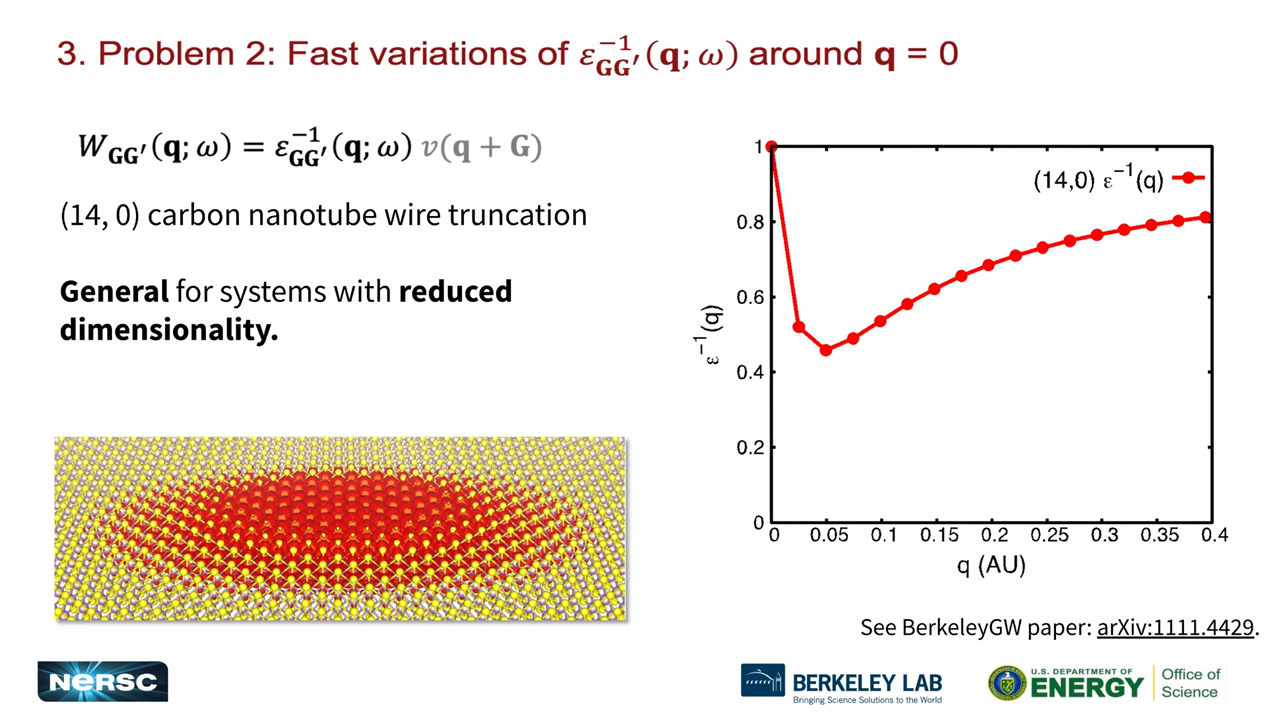 3. Problem 2: Fast variations of ε⁻¹_GG′(q; ω) around q = 0
W_GG′(q; ω) = ε⁻¹_GG′(q; ω) v(q + G)
(14, 0) carbon nanotube wire truncation
General for systems with reduced
dimensionality.
(14,0) ε⁻¹(q)
1
0.8
0.6
0.4
0.2
0
ε⁻¹(q)
0 0.05 0.1 0.15 0.2 0.25 0.3 0.35 0.4
q (AU)
See BerkeleyGW paper: arXiv:1111.4429.
NERSC
BERKELEY LAB
Bringing Science Solutions to the World
U.S. DEPARTMENT OF
ENERGY
Office of
Science